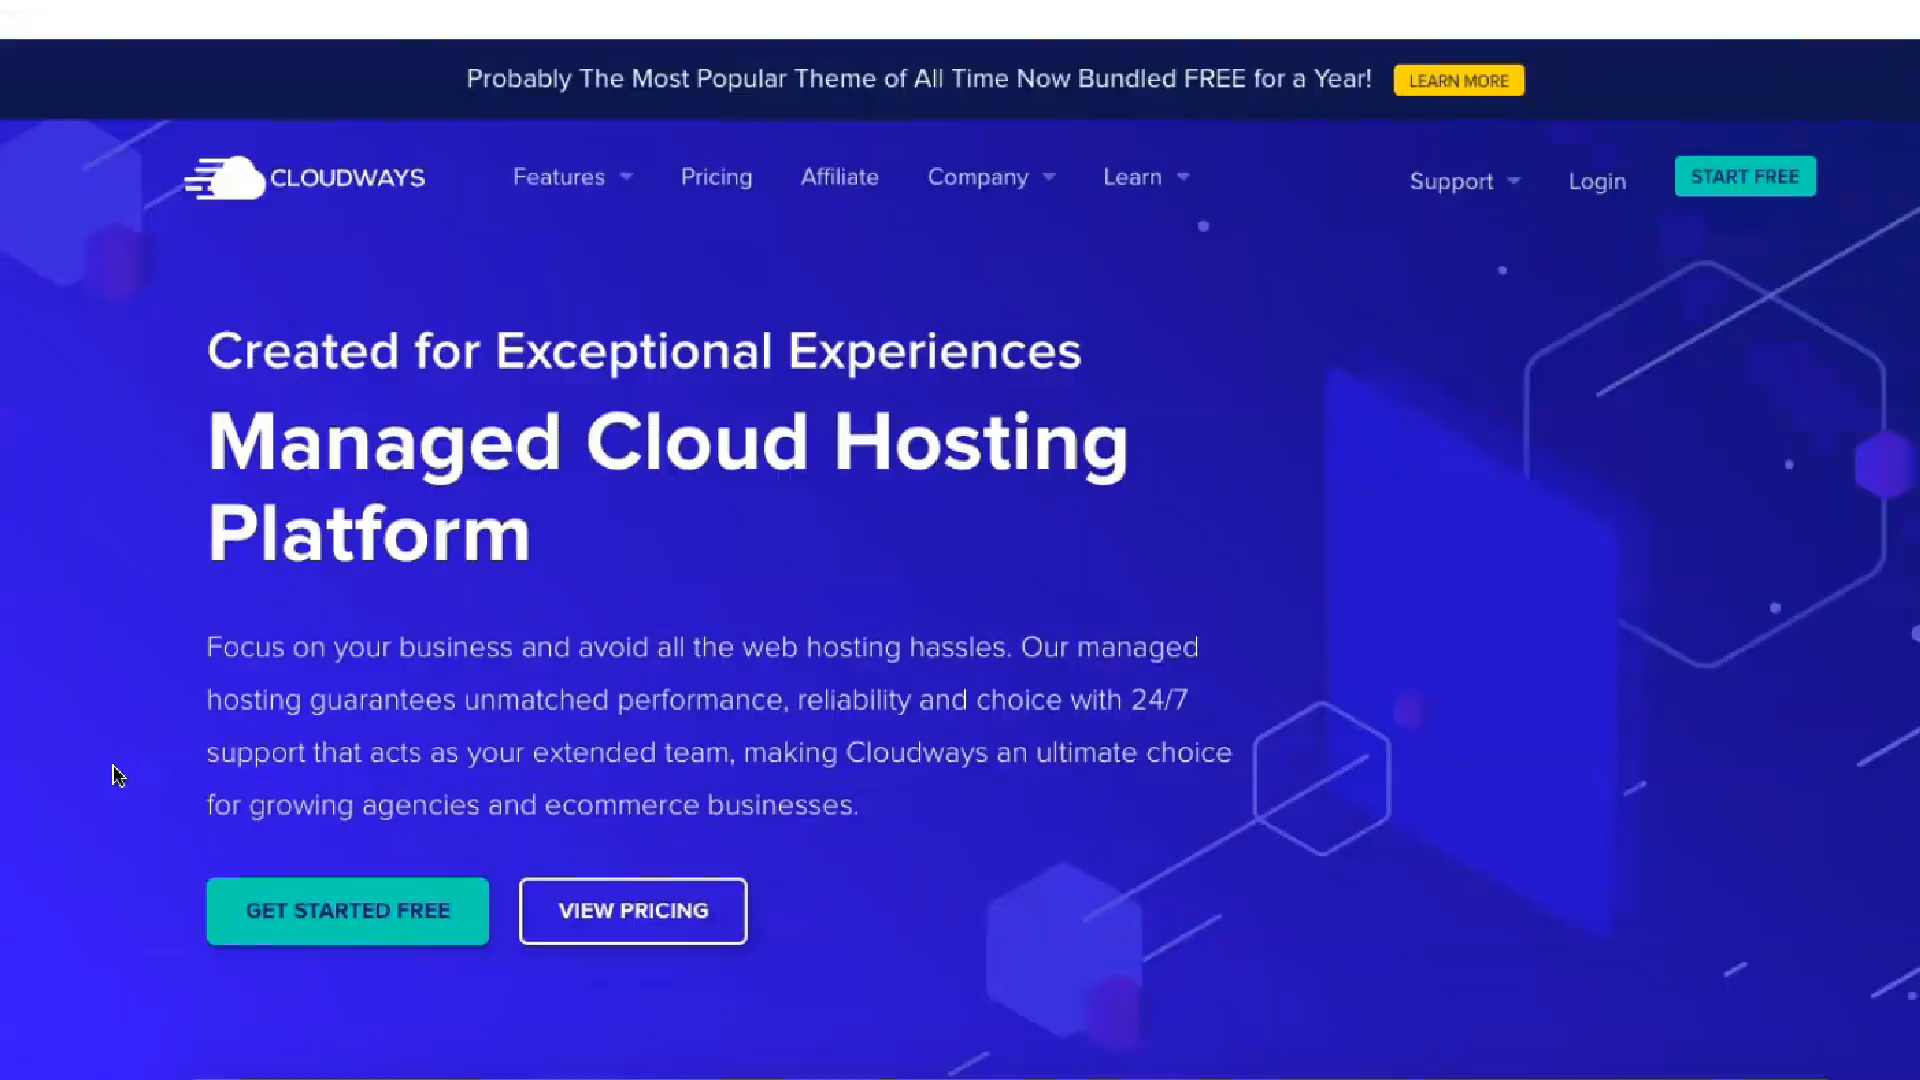 Probably The Most Popular Theme of All Time Now Bundled FREE for a Year! LEARN MORE
CLOUDWAYS Features Pricing Affiliate Company Learn Support Login START FREE
Created for Exceptional Experiences
Managed Cloud Hosting
Platform
Focus on your business and avoid all the web hosting hassles. Our managed
hosting guarantees unmatched performance, reliability and choice with 24/7
support that acts as your extended team, making Cloudways an ultimate choice
for growing agencies and ecommerce businesses.
GET STARTED FREE VIEW PRICING